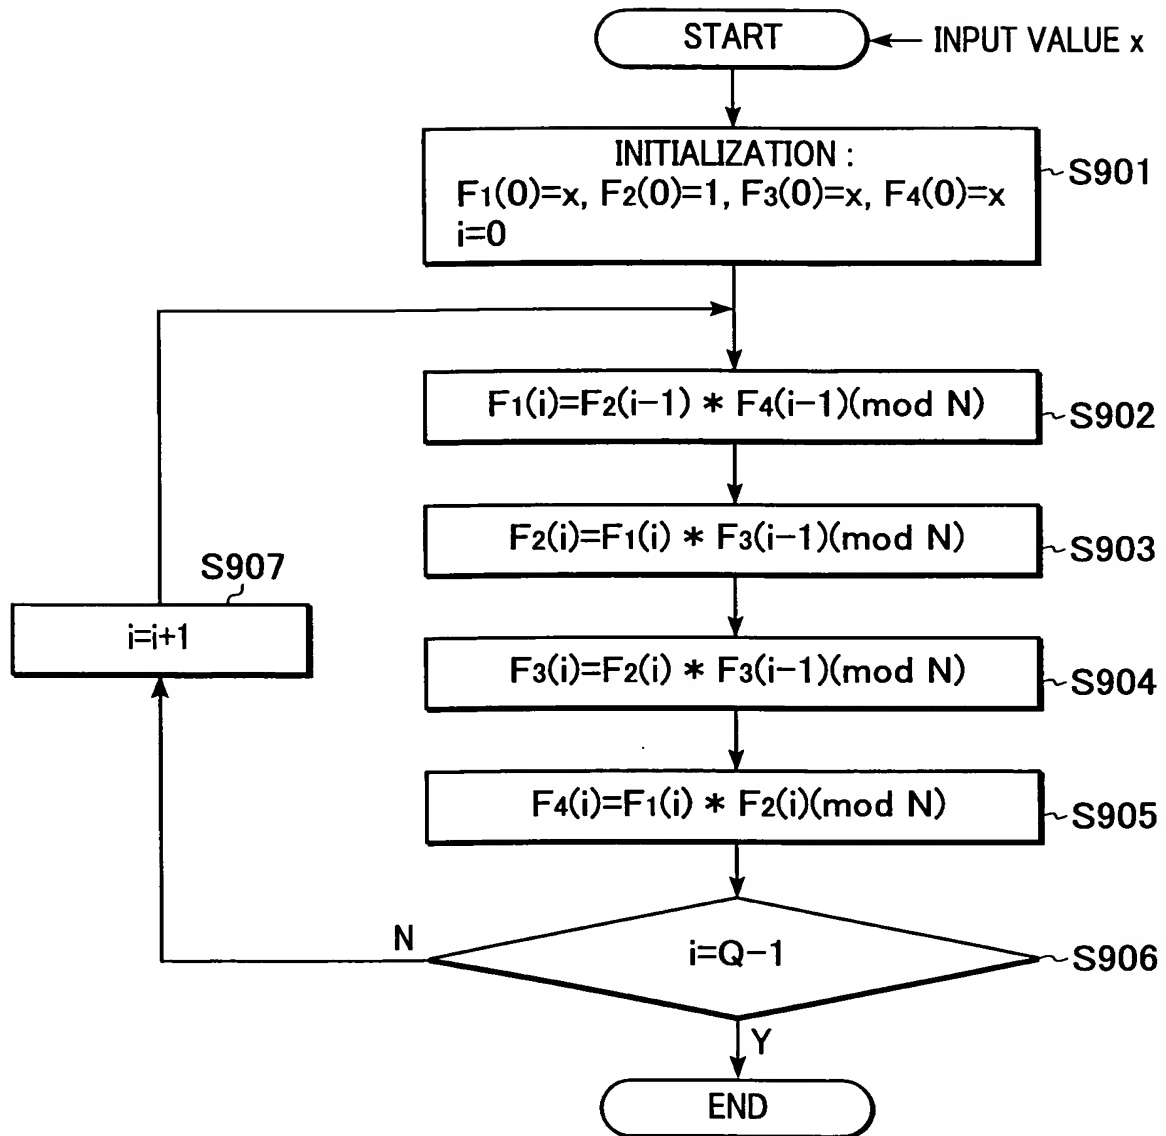 START
INPUT VALUE x
INITIALIZATION :
F1(0)=x, F2(0)=1, F3(0)=x, F4(0)=x
i=0
S901
F1(i)=F2(i-1) * F4(i-1)(mod N)
S902
F2(i)=F1(i) * F3(i-1)(mod N)
S903
S907
i=i+1
F3(i)=F2(i) * F3(i-1)(mod N)
S904
F4(i)=F1(i) * F2(i)(mod N)
S905
N
i=Q-1
S906
Y
END